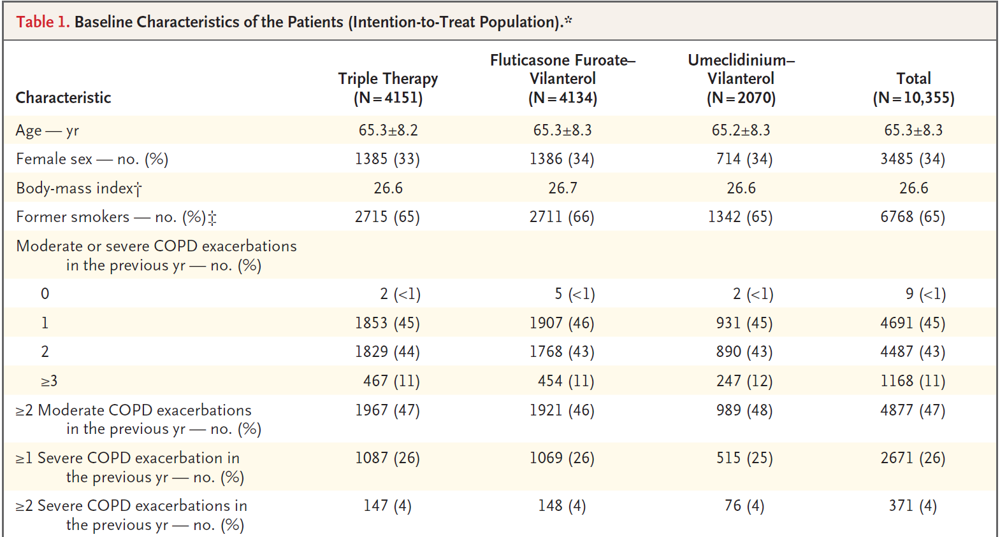 Table 1. Baseline Characteristics of the Patients (Intention-to-Treat Population).*
Characteristic Triple Therapy (N=4151) Fluticasone Furoate–Vilanterol (N=4134) Umeclidinium–Vilanterol (N=2070) Total (N=10,355)
Age — yr 65.3±8.2 65.3±8.3 65.2±8.3 65.3±8.3
Female sex — no. (%) 1385 (33) 1386 (34) 714 (34) 3485 (34)
Body-mass index† 26.6 26.7 26.6 26.6
Former smokers — no. (%)‡ 2715 (65) 2711 (66) 1342 (65) 6768 (65)
Moderate or severe COPD exacerbations
in the previous yr — no. (%)
0 2 (<1) 5 (<1) 2 (<1) 9 (<1)
1 1853 (45) 1907 (46) 931 (45) 4691 (45)
2 1829 (44) 1768 (43) 890 (43) 4487 (43)
≥3 467 (11) 454 (11) 247 (12) 1168 (11)
≥2 Moderate COPD exacerbations 1967 (47) 1921 (46) 989 (48) 4877 (47)
in the previous yr — no. (%)
≥1 Severe COPD exacerbation in 1087 (26) 1069 (26) 515 (25) 2671 (26)
the previous yr — no. (%)
≥2 Severe COPD exacerbations in 147 (4) 148 (4) 76 (4) 371 (4)
the previous yr — no. (%)